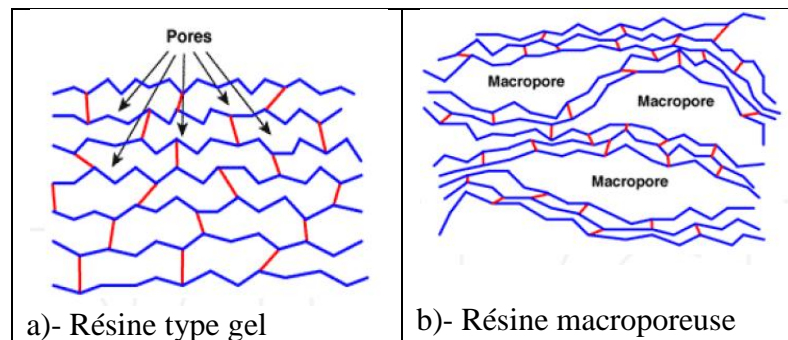 Pores
a)- Résine type gel
Macropore
Macropore
Macropore
b)- Résine macroporeuse